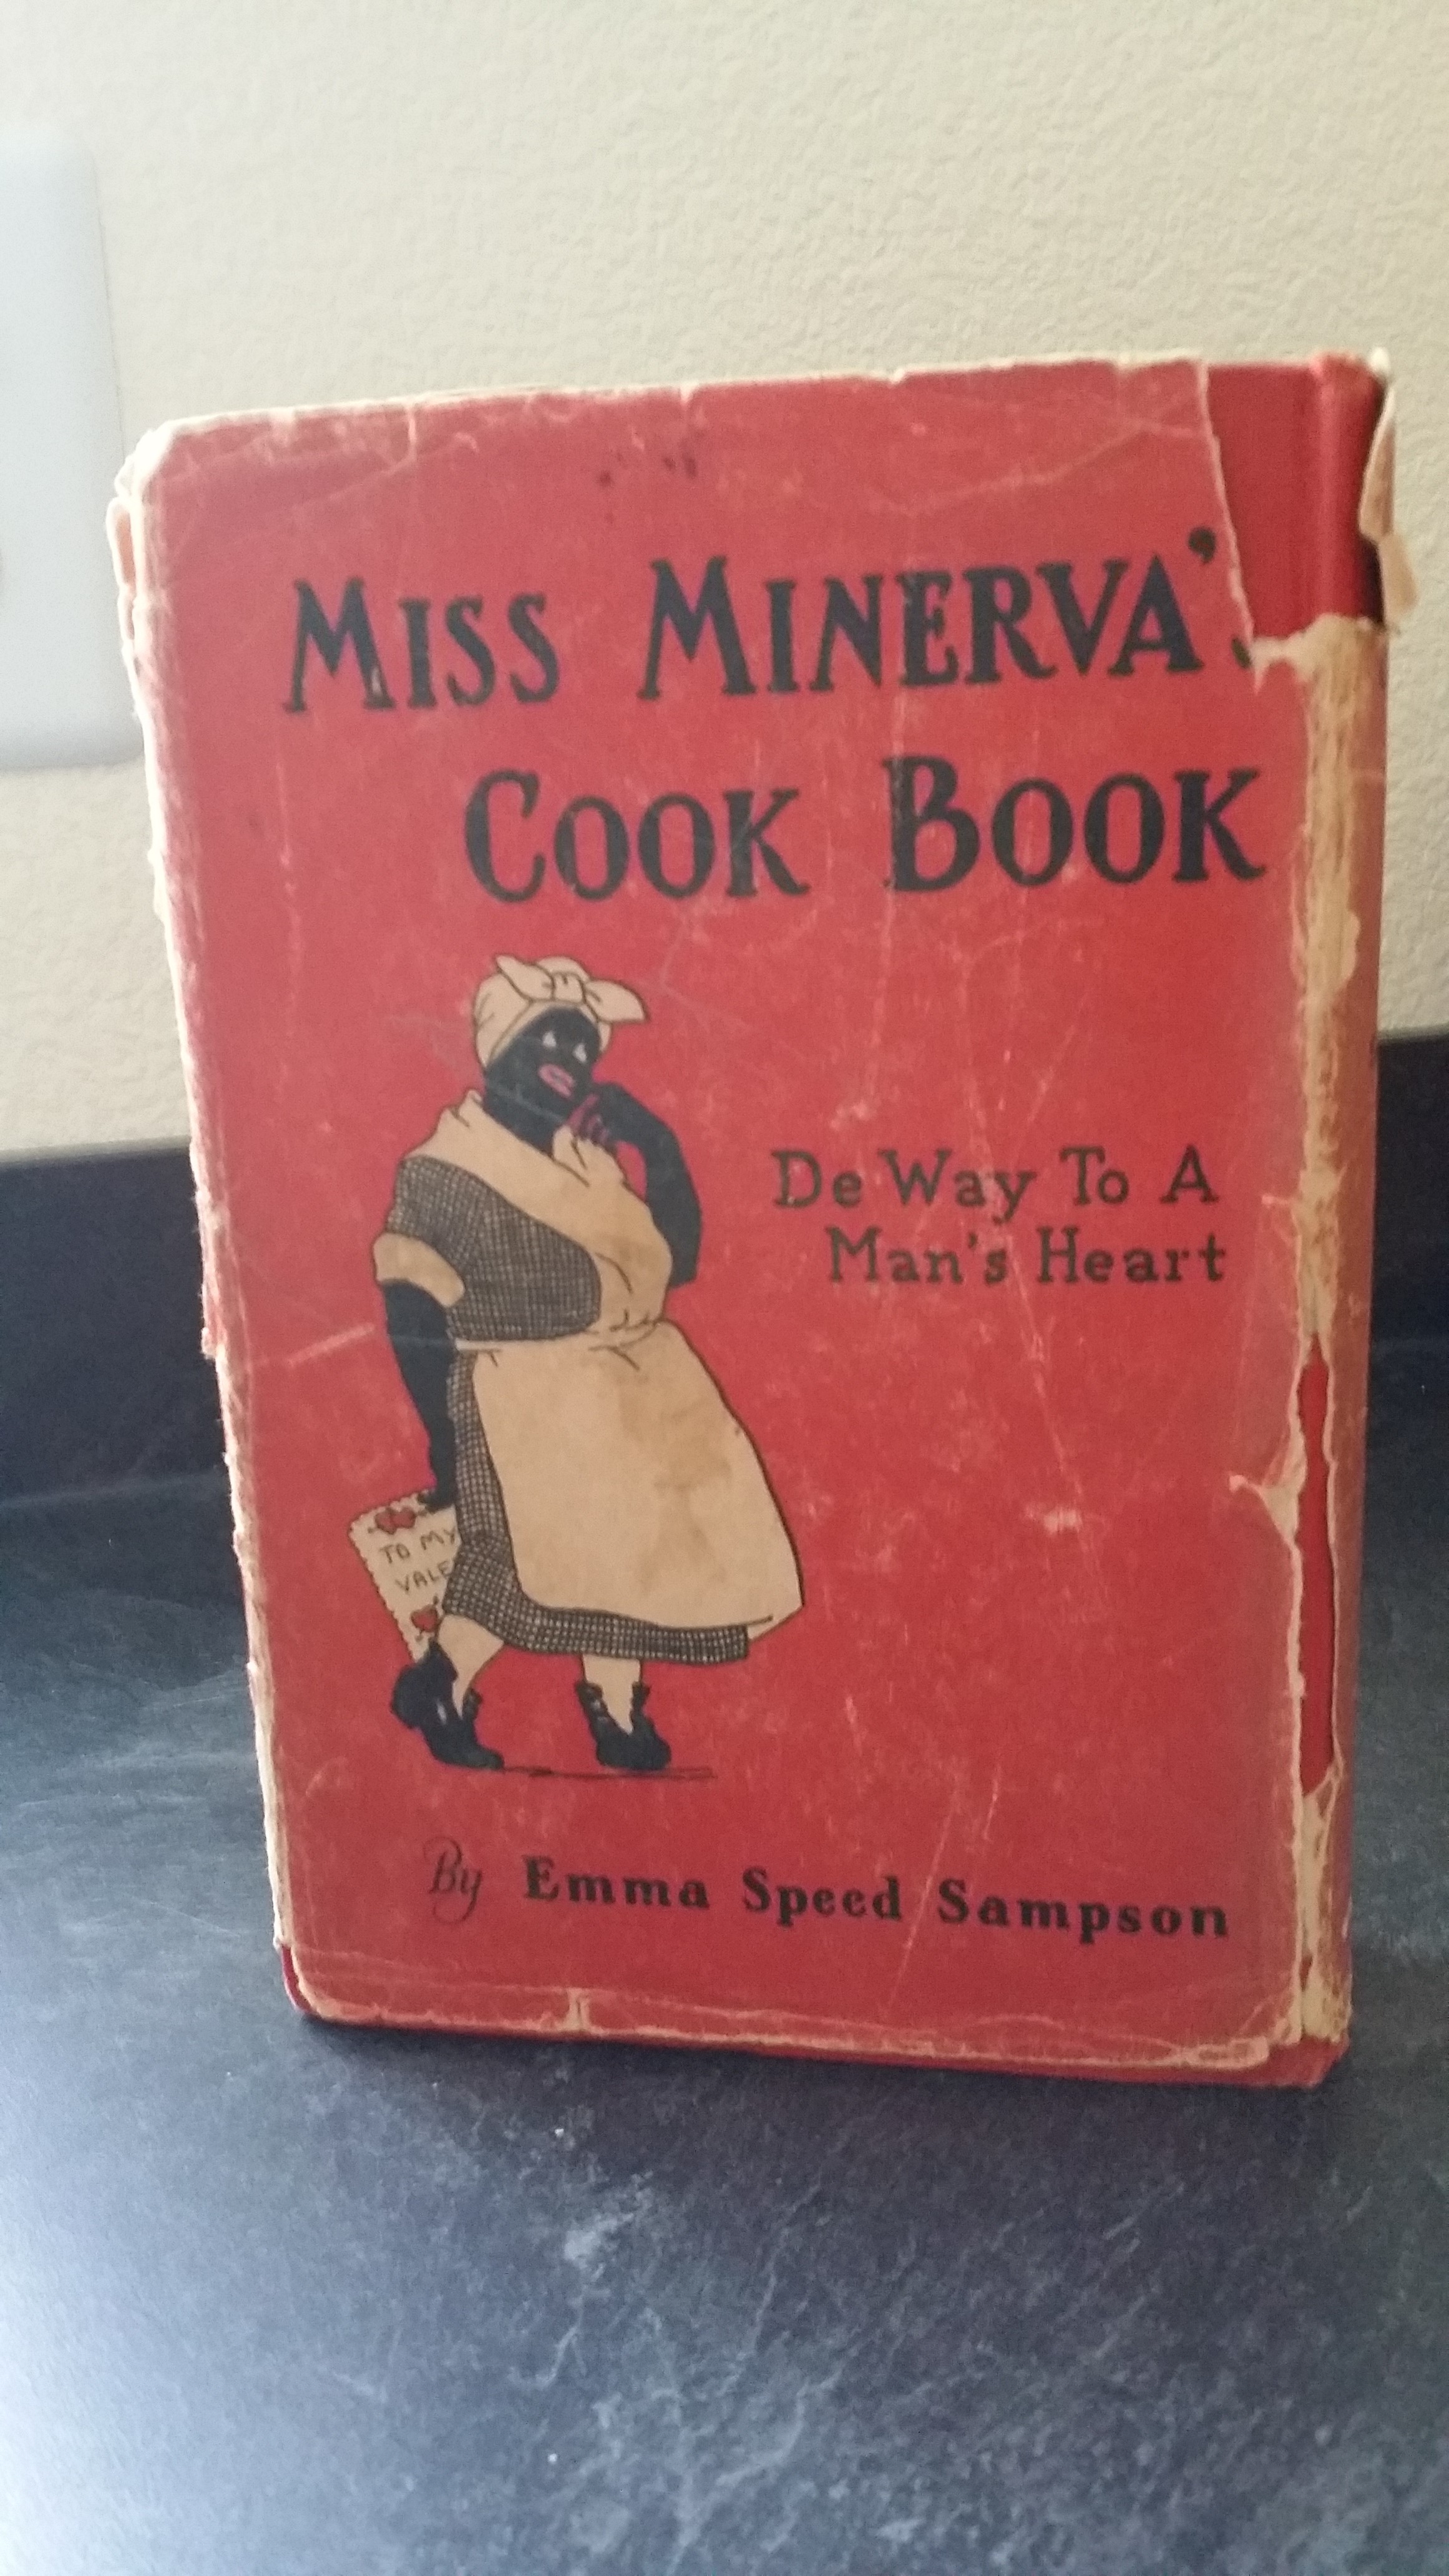 MISS MINERVA'S
COOK BOOK
De Way To A
Man's Heart
TO MY
VALE
By Emma Speed Sampson